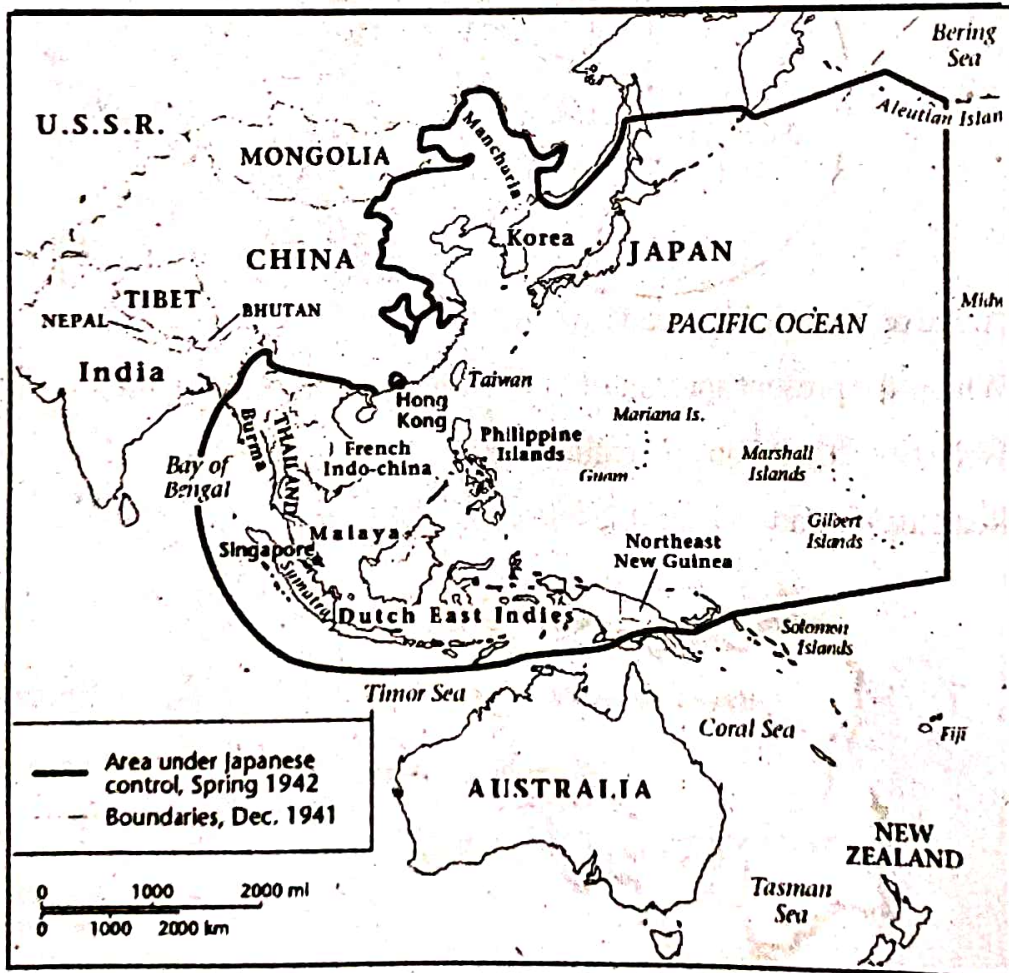 Bering
Sea
Aleutian Islan
U.S.S.R.
MONGOLIA
Manchuria
Korea
JAPAN
CHINA
TIBET
NEPAL
BHUTAN
PACIFIC OCEAN
Midw
India
Taiwan
Hong
Kong
Burma
THAILAND
French
Indo-china
Philippine
Islands
Mariana Is.
Guam
Marshall
Islands
Bay of
Bengal
Gilbert
Islands
Malaya
Singapore
Sumatra
Northeast
New Guinea
Dutch East Indies
Solomon
Islands
Timor Sea
Coral Sea
Fiji
AUSTRALIA
NEW
ZEALAND
Tasman
Sea
Area under Japanese
control, Spring 1942
Boundaries, Dec. 1941
0 1000 2000 mi
0 1000 2000 km